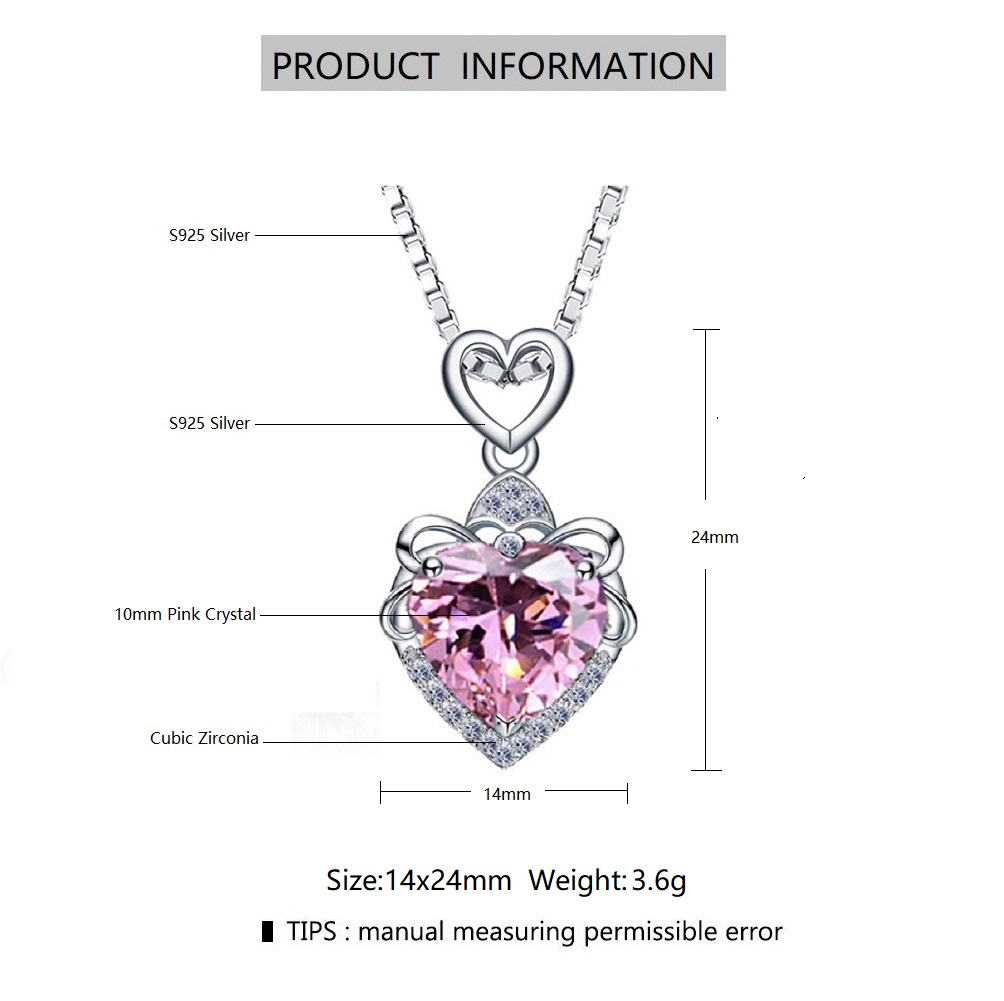 PRODUCT INFORMATION
S925 Silver
S925 Silver
24mm
10mm Pink Crystal
Cubic Zirconia
14mm
Size:14x24mm Weight:3.6g
TIPS : manual measuring permissible error